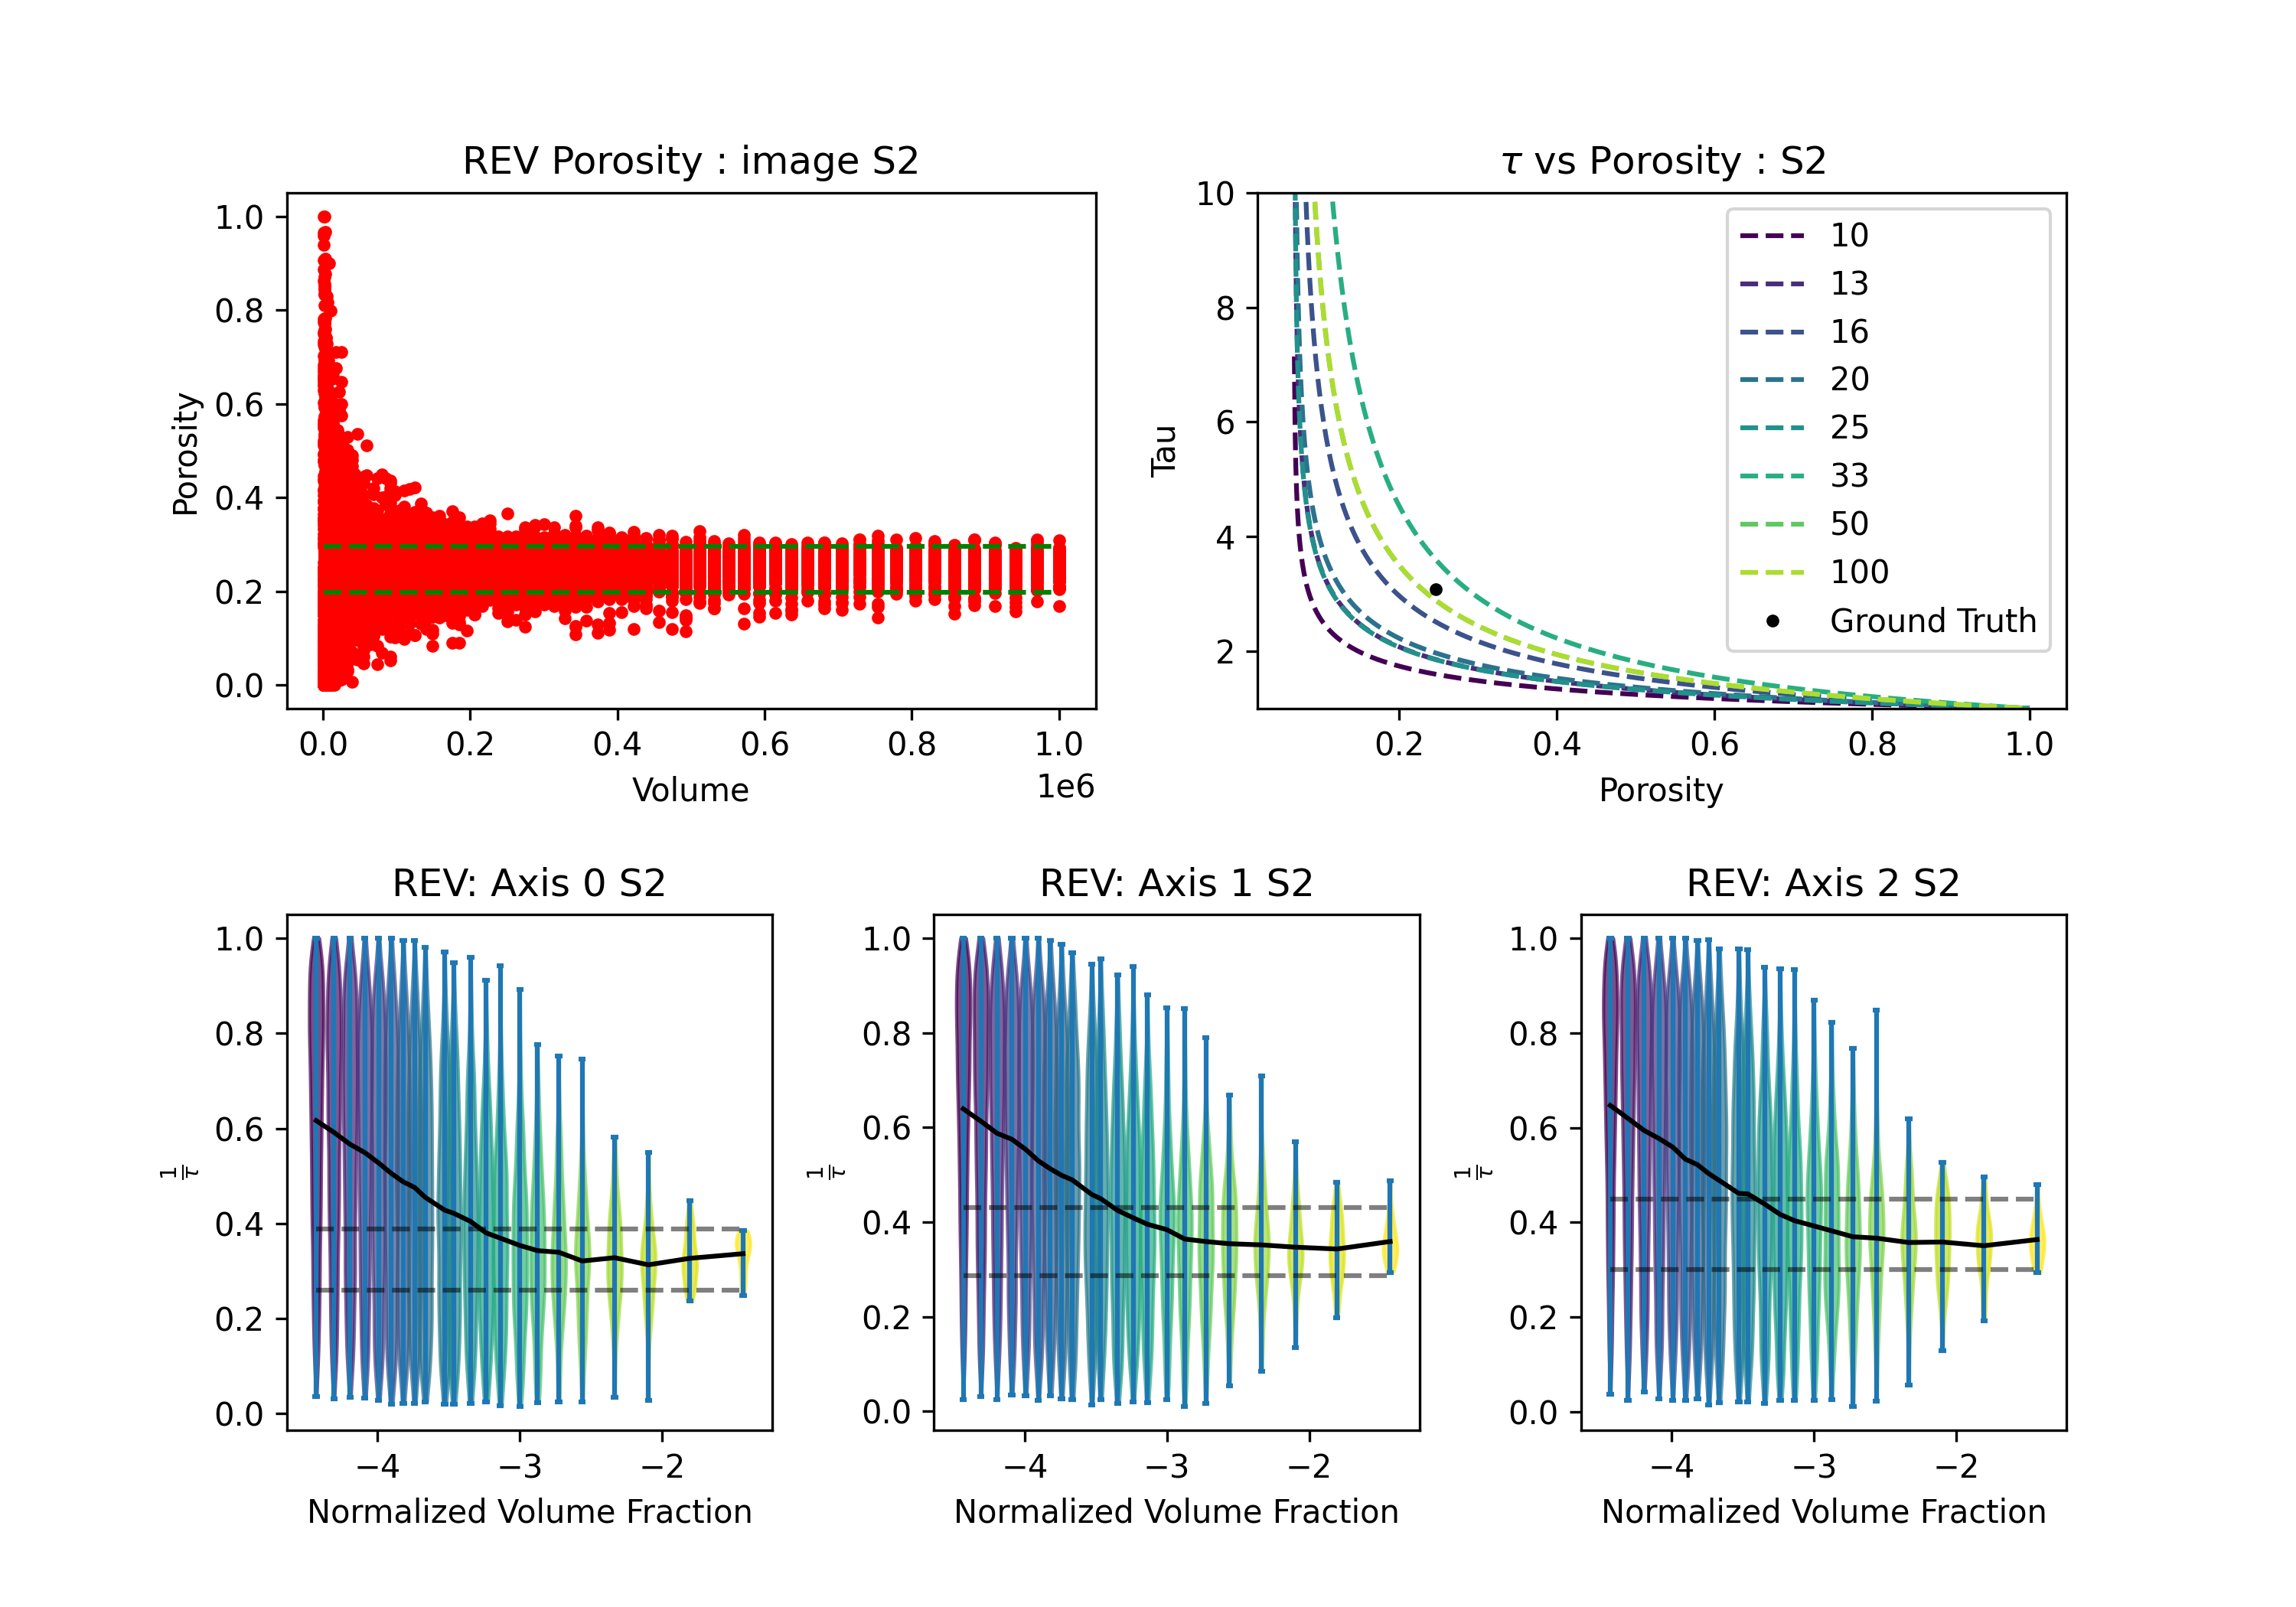 REV Porosity : image S2
1.0
0.8
0.6
0.4
0.2
0.0
Porosity
0.0 0.2 0.4 0.6 0.8 1.0
1e6
Volume
τ vs Porosity : S2
10
8
6
4
2
Tau
0.2 0.4 0.6 0.8 1.0
Porosity
10
13
16
20
25
33
50
100
Ground Truth
REV: Axis 0 S2
1.0
0.8
0.6
0.4
0.2
0.0
1/τ
−4 −3 −2
Normalized Volume Fraction
REV: Axis 1 S2
1.0
0.8
0.6
0.4
0.2
0.0
1/τ
−4 −3 −2
Normalized Volume Fraction
REV: Axis 2 S2
1.0
0.8
0.6
0.4
0.2
0.0
1/τ
−4 −3 −2
Normalized Volume Fraction